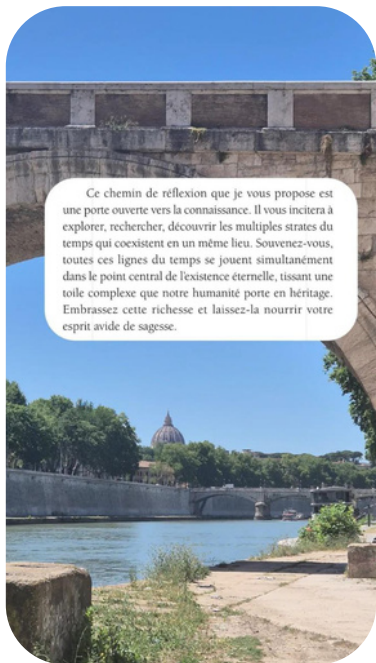 Ce chemin de réflexion que je vous propose est
une porte ouverte vers la connaissance. Il vous incitera à
explorer, rechercher, découvrir les multiples strates du
temps qui coexistent en un même lieu. Souvenez-vous,
toutes ces lignes du temps se jouent simultanément
dans le point central de l'existence éternelle, tissant une
toile complexe que notre humanité porte en héritage.
Embrassez cette richesse et laissez-la nourrir votre
esprit avide de sagesse.